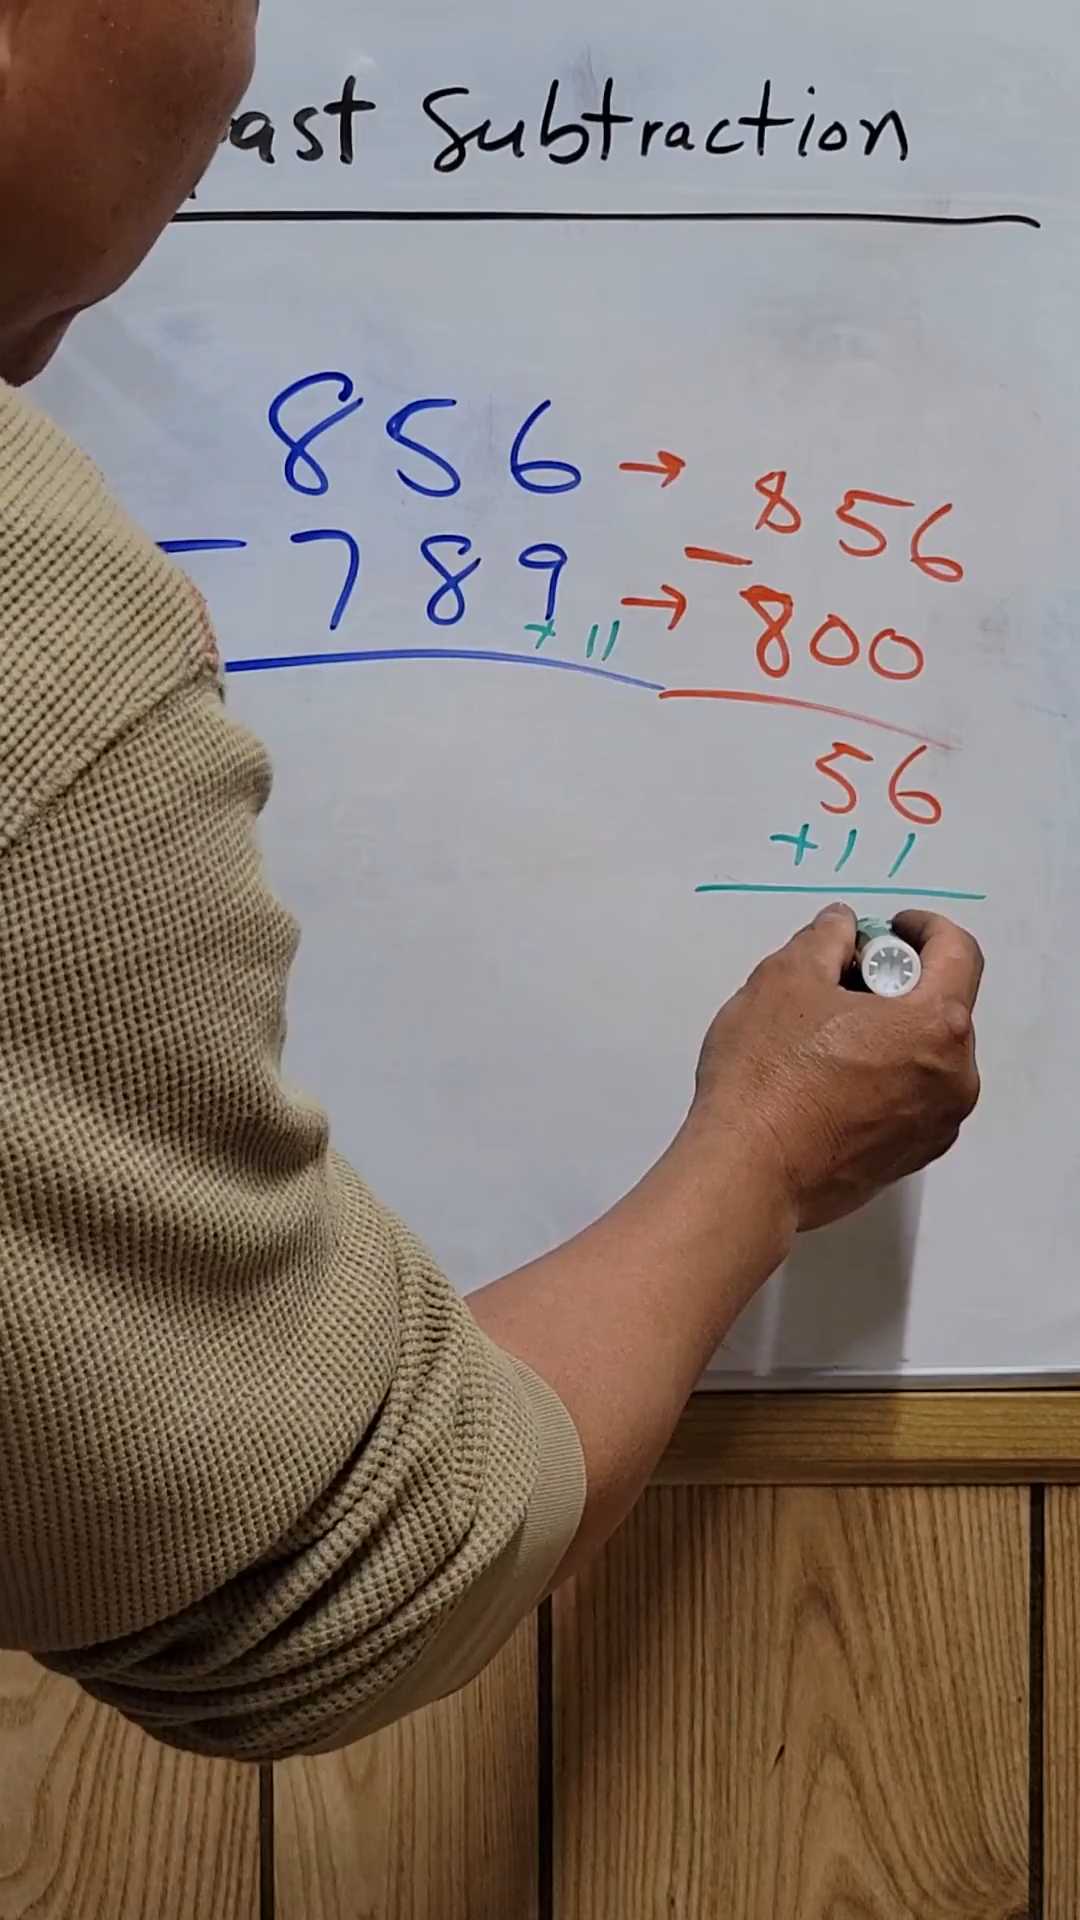 ast Subtraction
856 → 856
- 789 + 11 → - 800
56
+11